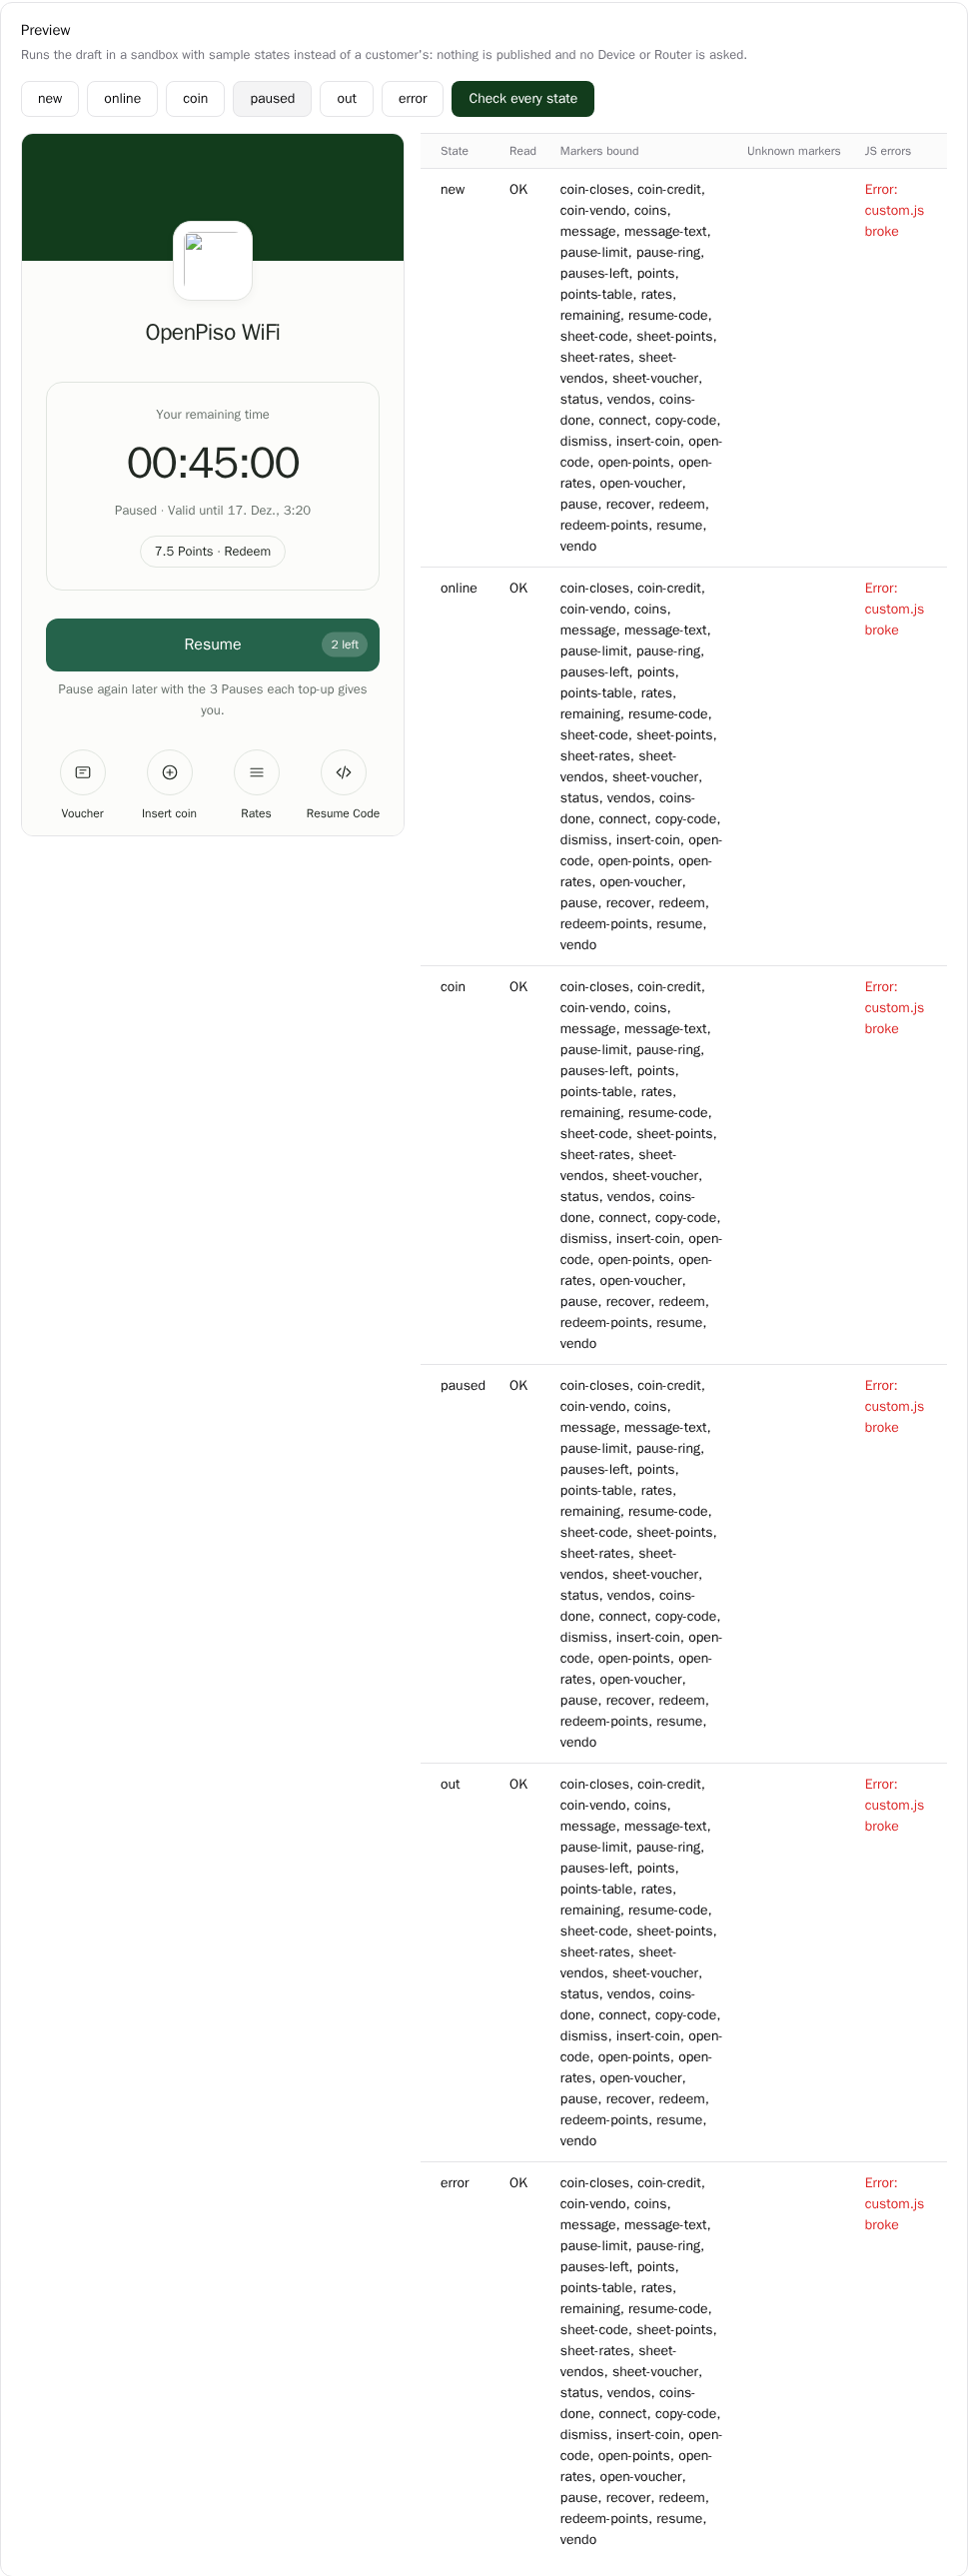 Preview
Runs the draft in a sandbox with sample states instead of a customer's: nothing is published and no Device or Router is asked.
new online coin paused out error Check every state
OpenPiso WiFi
Your remaining time
00:45:00
Paused · Valid until 17. Dez., 3:20
7.5 Points · Redeem
Resume 2 left
Pause again later with the 3 Pauses each top-up gives
you.
Voucher Insert coin Rates Resume Code
State Read Markers bound Unknown markers JS errors
new OK coin-closes, coin-credit, Error:
coin-vendo, coins, custom.js
message, message-text, broke
pause-limit, pause-ring,
pauses-left, points,
points-table, rates,
remaining, resume-code,
sheet-code, sheet-points,
sheet-rates, sheet-
vendos, sheet-voucher,
status, vendos, coins-
done, connect, copy-code,
dismiss, insert-coin, open-
code, open-points, open-
rates, open-voucher,
pause, recover, redeem,
redeem-points, resume,
vendo
online OK coin-closes, coin-credit, Error:
coin-vendo, coins, custom.js
message, message-text, broke
pause-limit, pause-ring,
pauses-left, points,
points-table, rates,
remaining, resume-code,
sheet-code, sheet-points,
sheet-rates, sheet-
vendos, sheet-voucher,
status, vendos, coins-
done, connect, copy-code,
dismiss, insert-coin, open-
code, open-points, open-
rates, open-voucher,
pause, recover, redeem,
redeem-points, resume,
vendo
coin OK coin-closes, coin-credit, Error:
coin-vendo, coins, custom.js
message, message-text, broke
pause-limit, pause-ring,
pauses-left, points,
points-table, rates,
remaining, resume-code,
sheet-code, sheet-points,
sheet-rates, sheet-
vendos, sheet-voucher,
status, vendos, coins-
done, connect, copy-code,
dismiss, insert-coin, open-
code, open-points, open-
rates, open-voucher,
pause, recover, redeem,
redeem-points, resume,
vendo
paused OK coin-closes, coin-credit, Error:
coin-vendo, coins, custom.js
message, message-text, broke
pause-limit, pause-ring,
pauses-left, points,
points-table, rates,
remaining, resume-code,
sheet-code, sheet-points,
sheet-rates, sheet-
vendos, sheet-voucher,
status, vendos, coins-
done, connect, copy-code,
dismiss, insert-coin, open-
code, open-points, open-
rates, open-voucher,
pause, recover, redeem,
redeem-points, resume,
vendo
out OK coin-closes, coin-credit, Error:
coin-vendo, coins, custom.js
message, message-text, broke
pause-limit, pause-ring,
pauses-left, points,
points-table, rates,
remaining, resume-code,
sheet-code, sheet-points,
sheet-rates, sheet-
vendos, sheet-voucher,
status, vendos, coins-
done, connect, copy-code,
dismiss, insert-coin, open-
code, open-points, open-
rates, open-voucher,
pause, recover, redeem,
redeem-points, resume,
vendo
error OK coin-closes, coin-credit, Error:
coin-vendo, coins, custom.js
message, message-text, broke
pause-limit, pause-ring,
pauses-left, points,
points-table, rates,
remaining, resume-code,
sheet-code, sheet-points,
sheet-rates, sheet-
vendos, sheet-voucher,
status, vendos, coins-
done, connect, copy-code,
dismiss, insert-coin, open-
code, open-points, open-
rates, open-voucher,
pause, recover, redeem,
redeem-points, resume,
vendo